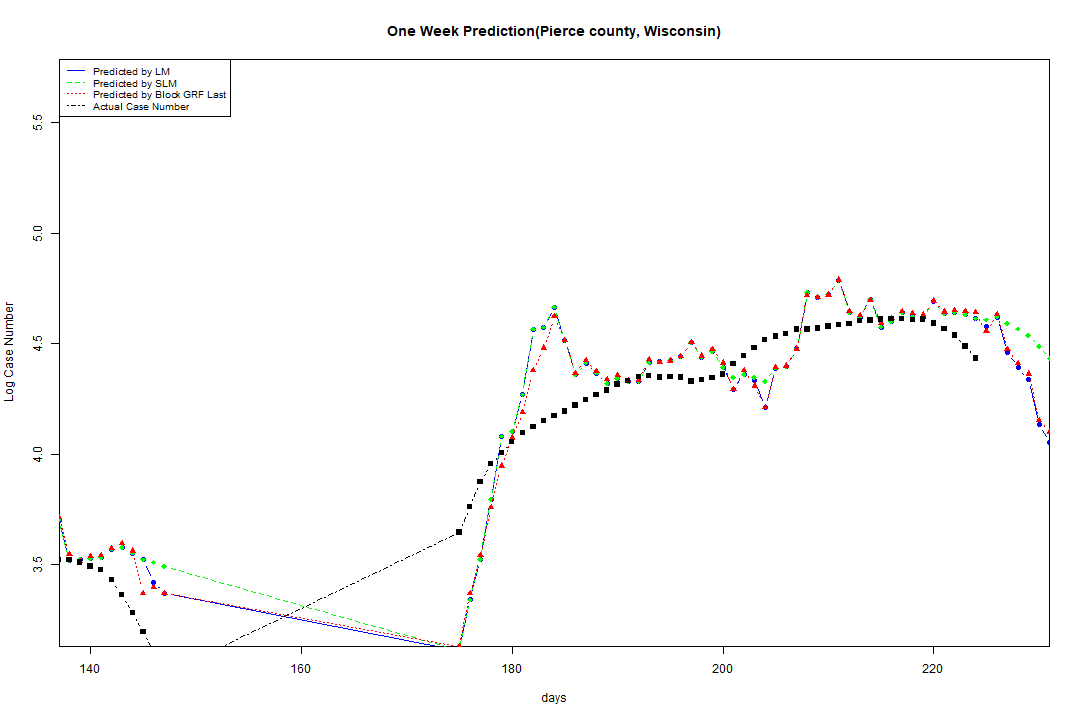 One Week Prediction(Pierce county, Wisconsin)
Predicted by LM
Predicted by SLM
Predicted by Block GRF Last
Actual Case Number
5.5
5.0
4.5
4.0
3.5
Log Case Number
140 160 180 200 220
days